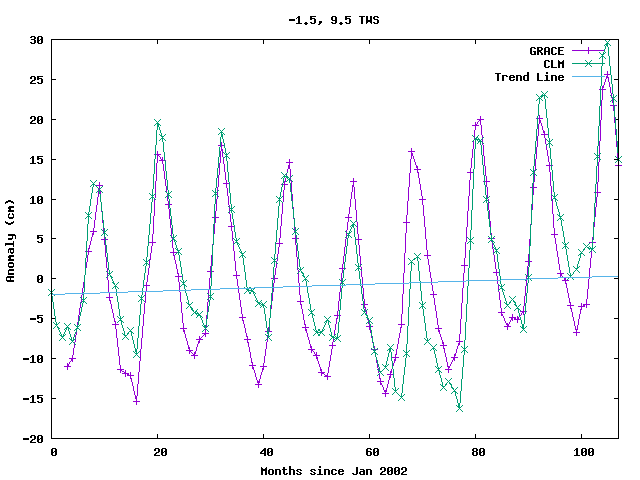 -1.5, 9.5 TWS
GRACE
CLM
Trend Line
30
25
20
15
10
5
0
-5
-10
-15
-20
Anomaly (cm)
0 20 40 60 80 100
Months since Jan 2002